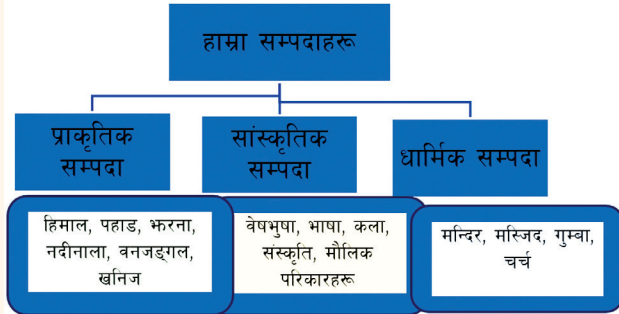 हाम्रा सम्पदाहरू
प्राकृतिक
सम्पदा
सांस्कृतिक
सम्पदा
धार्मिक सम्पदा
हिमाल, पहाड, झरना,
नदीनाला, वनजङ्गल,
खनिज
वेषभुषा, भाषा, कला,
संस्कृति, मौलिक
परिकारहरू
मन्दिर, मस्जिद, गुम्बा,
चर्च